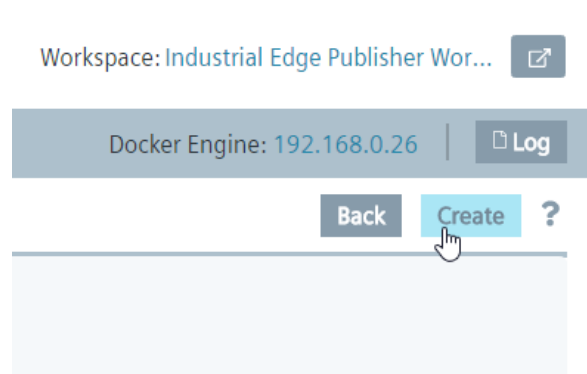 Workspace: Industrial Edge Publisher Wor...
Docker Engine: 192.168.0.26 Log
Back Create ?